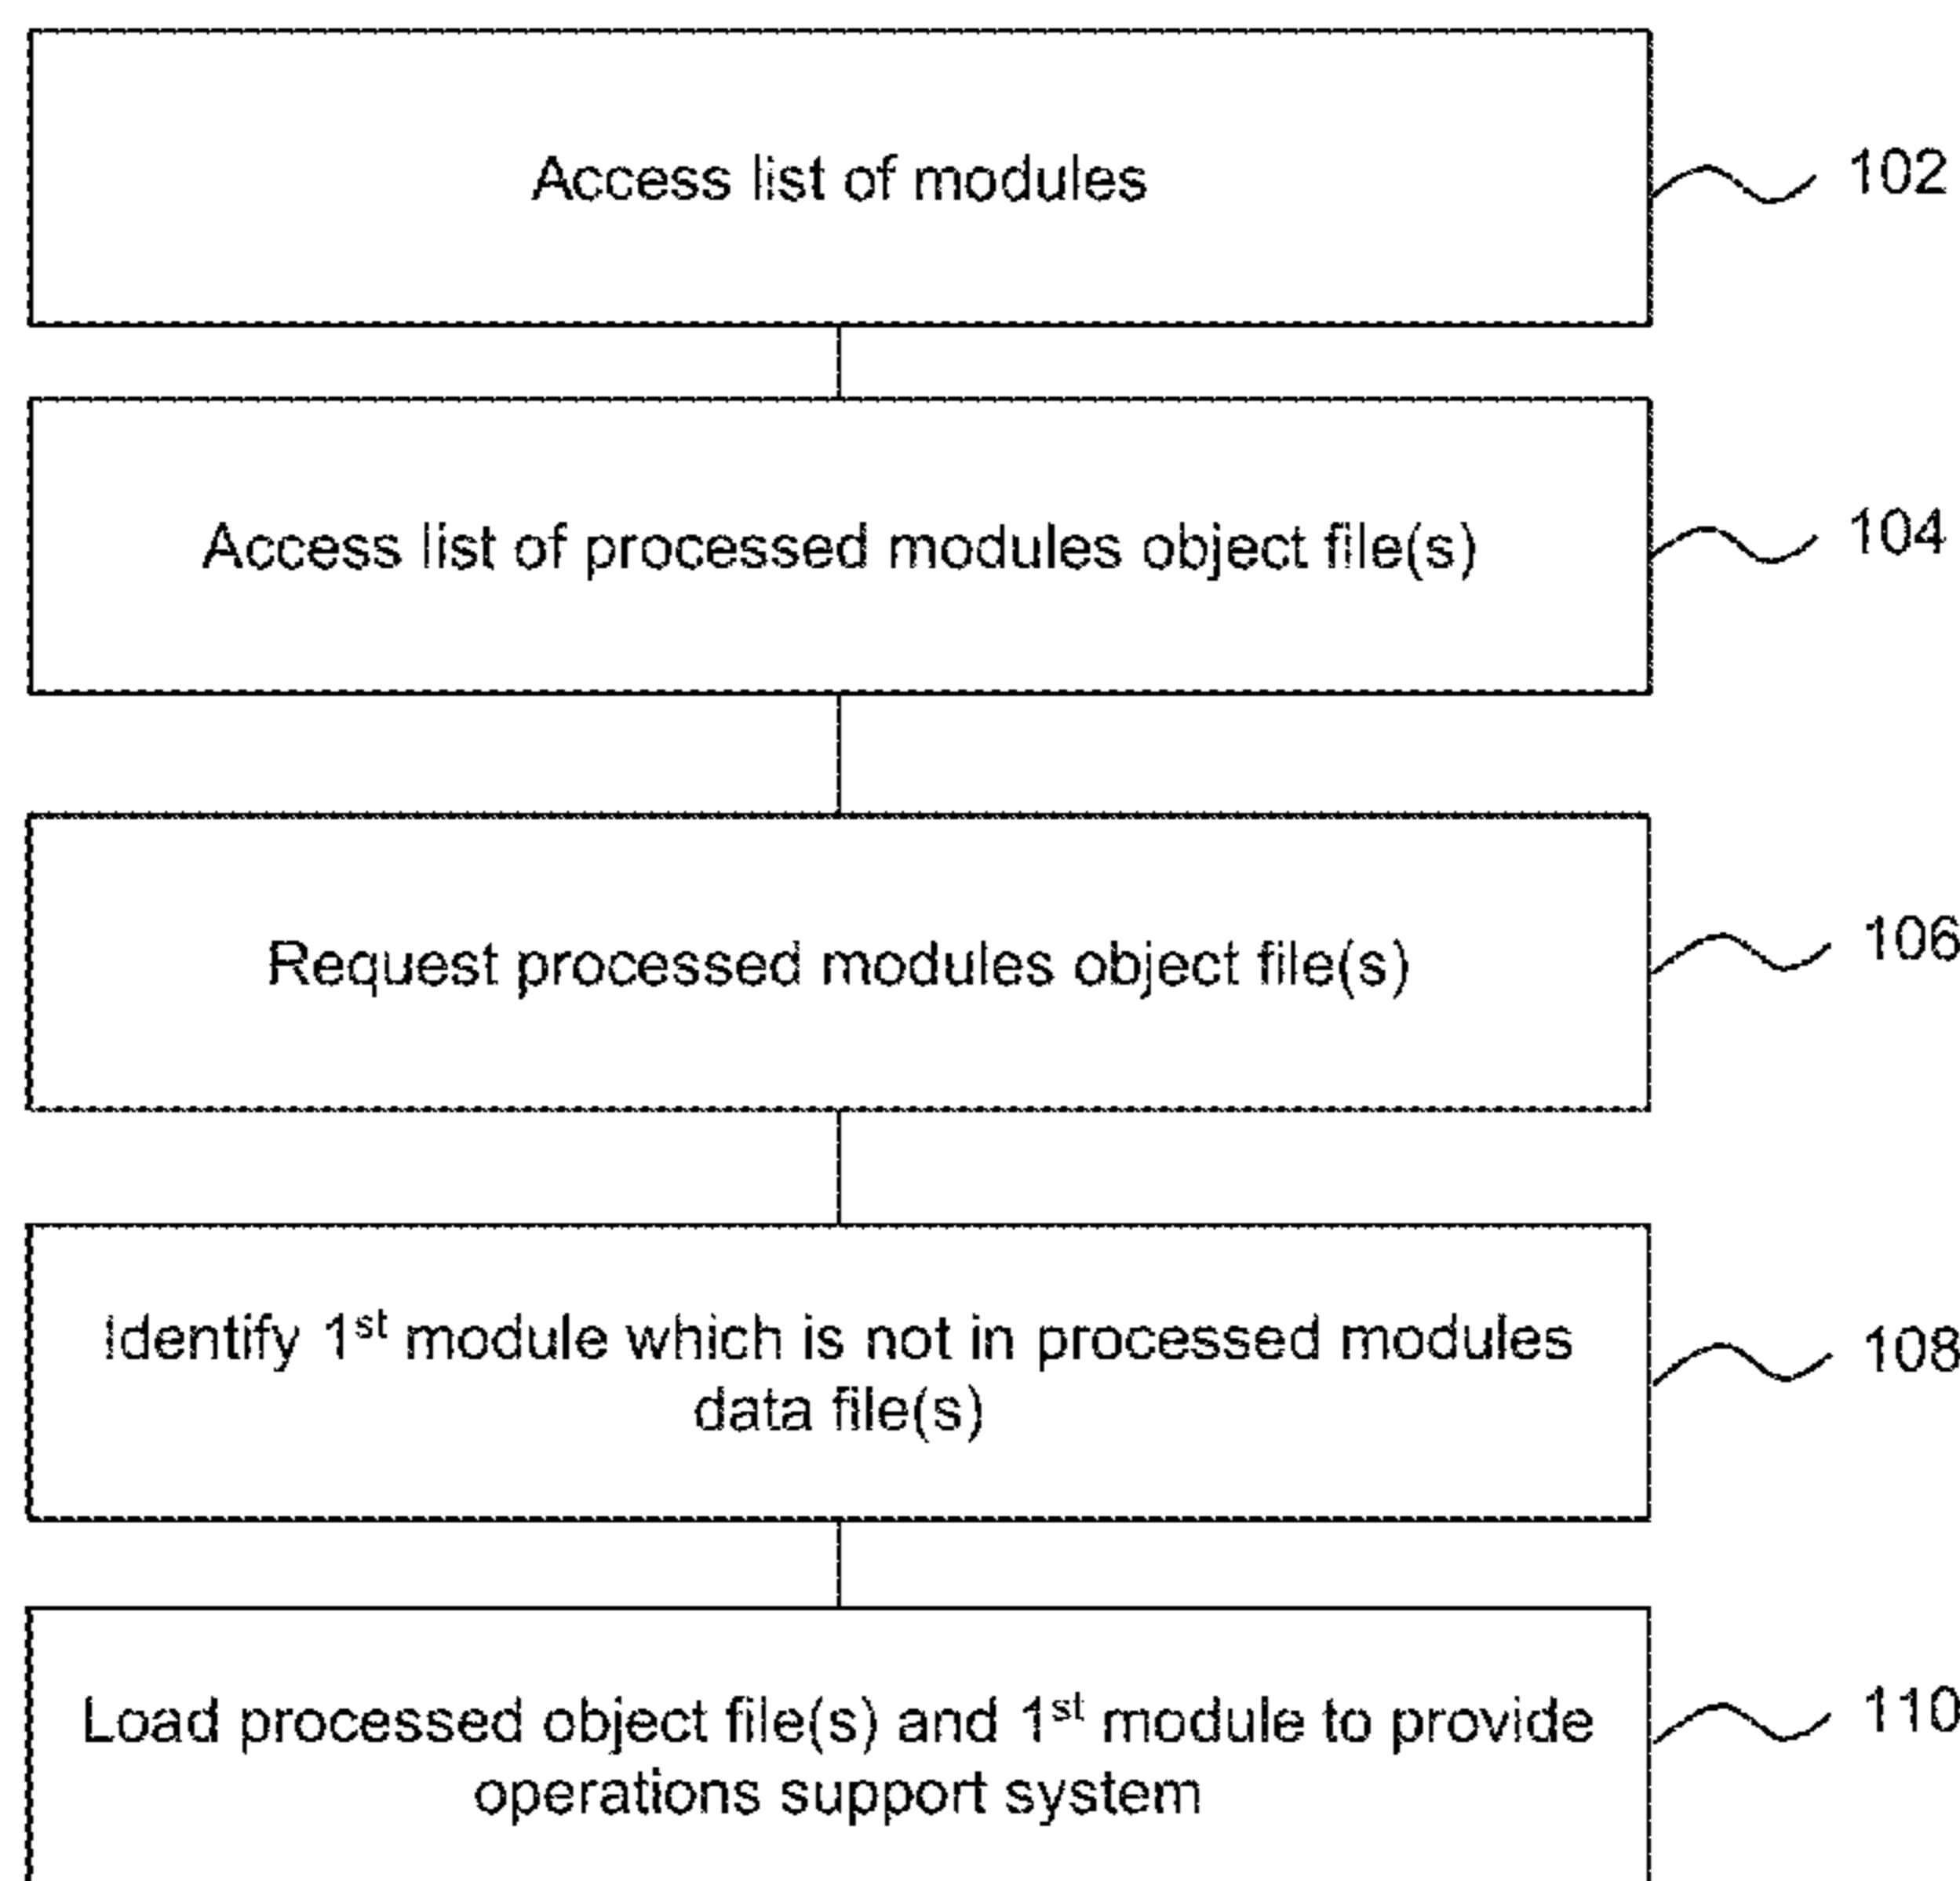 Access list of modules
102
Access list of processed modules object file(s)
104
Request processed modules object file(s)
106
Identify 1st module which is not in processed modules
data file(s)
108
Load processed object file(s) and 1st module to provide
operations support system
110